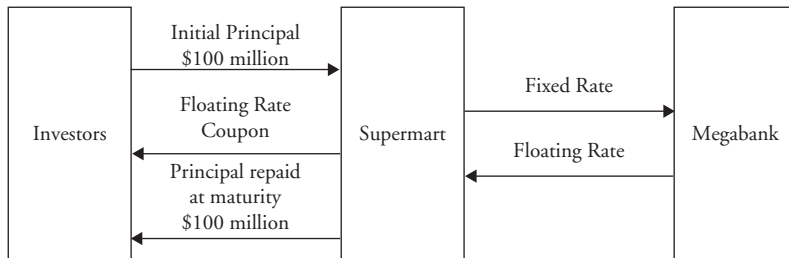 Initial Principal
$100 million
Fixed Rate
Floating Rate
Coupon
Investors
Supermart
Megabank
Floating Rate
Principal repaid
at maturity
$100 million